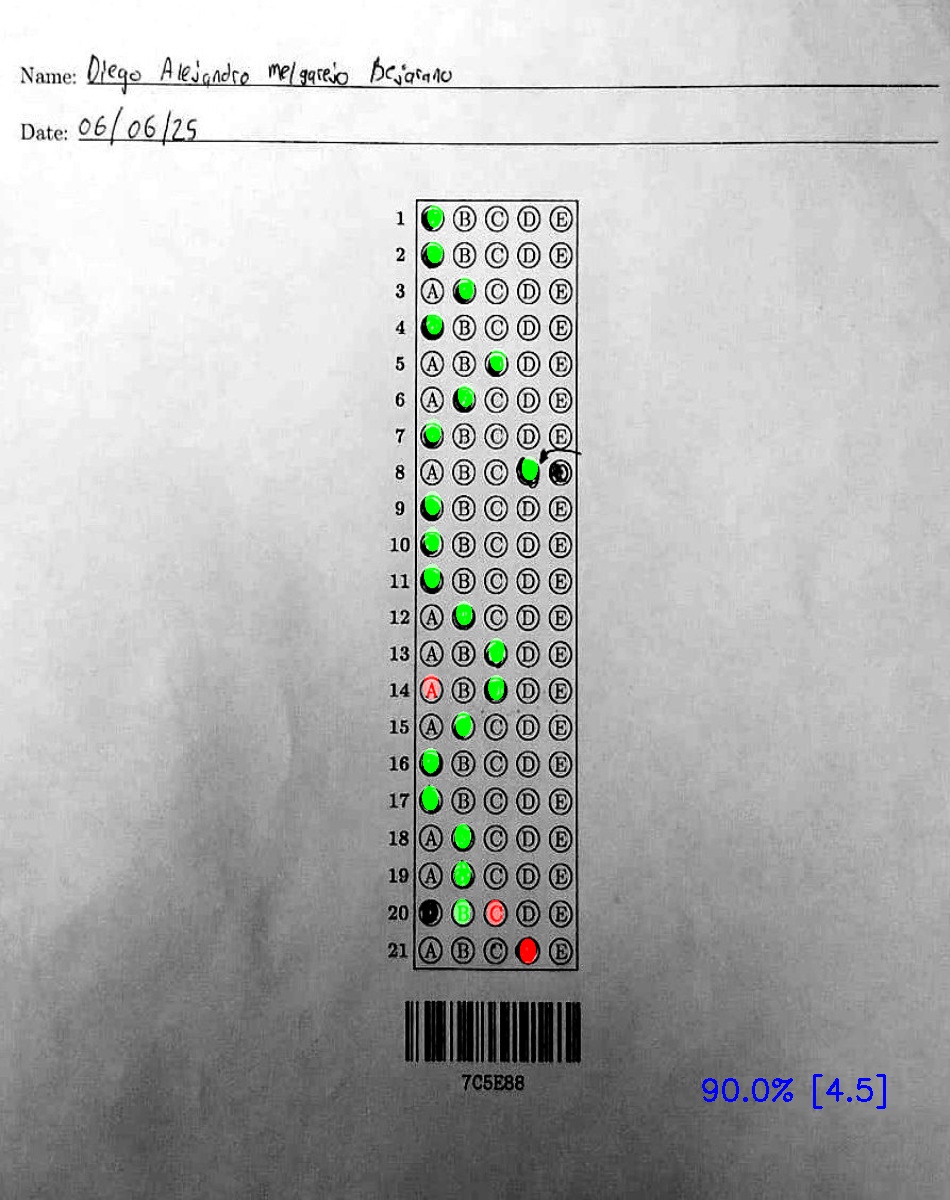 Name: Diego Alejandro melgarejo Bejarano
Date: 06/06/25
1 B C D E
2 B C D E
3 A C D E
4 B C D E
5 A B D E
6 A C D E
7 B C D E
8 A B C
9 B C D E
10 B C D E
11 B C D E
12 A C D E
13 A B D E
14 A B D E
15 A C D E
16 B C D E
17 B C D E
18 A C D E
19 A C D E
20 B C D E
21 A B C E
7C5E88
90.0% [4.5]